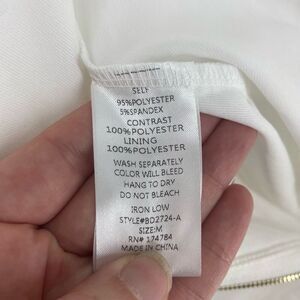 SELF
95%POLYESTER
5%SPANDEX
CONTRAST
100%POLYESTER
LINING
100%POLYESTER
WASH SEPARATELY
COLOR WILL BLEED
HANG TO DRY
DO NOT BLEACH
IRON LOW
STYLE#BD2724-A
SIZE:M
RN# 174784
MADE IN CHINA